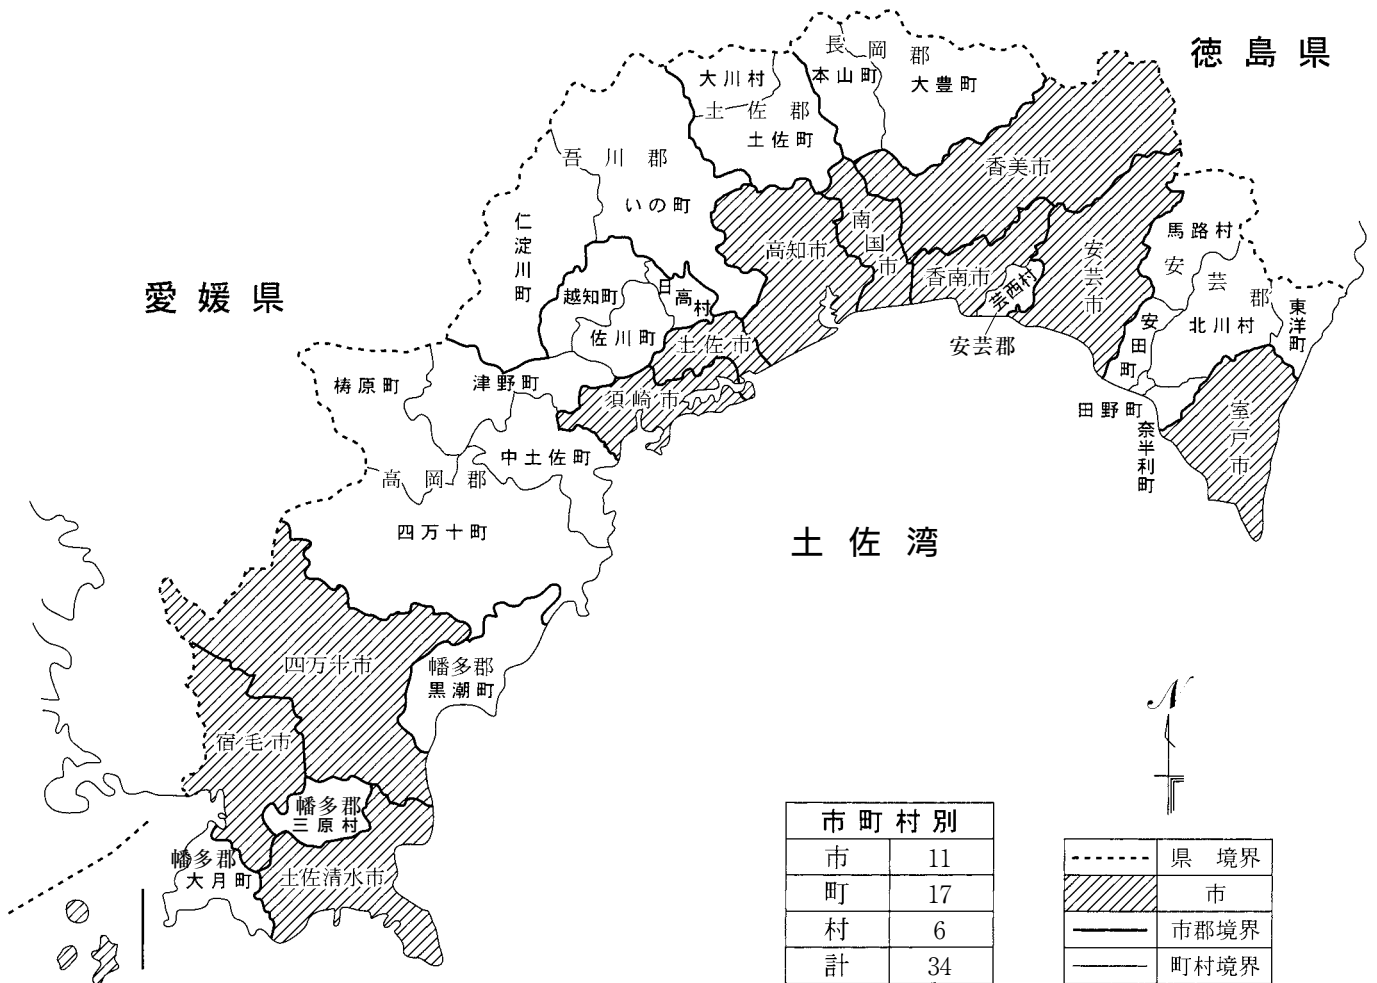 徳島県
長岡郡
本山町
大豊町
大川村
土佐郡
土佐町
吾川郡
いの町
仁淀川町
香美市
南国市
高知市
香南市
芸西村
安芸郡
安芸市
馬路村
安芸郡
北川村
東洋町
安田町
田野町
奈半利町
室戸市
愛媛県
越知町
日高村
佐川町
土佐市
梼原町
津野町
須崎市
中土佐町
高岡郡
四万十町
土佐湾
四万十市
幡多郡
黒潮町
宿毛市
幡多郡
三原村
幡多郡
大月町
土佐清水市
N
市町村別
市 11
町 17
村 6
計 34
県 境界
市
市郡境界
町村境界